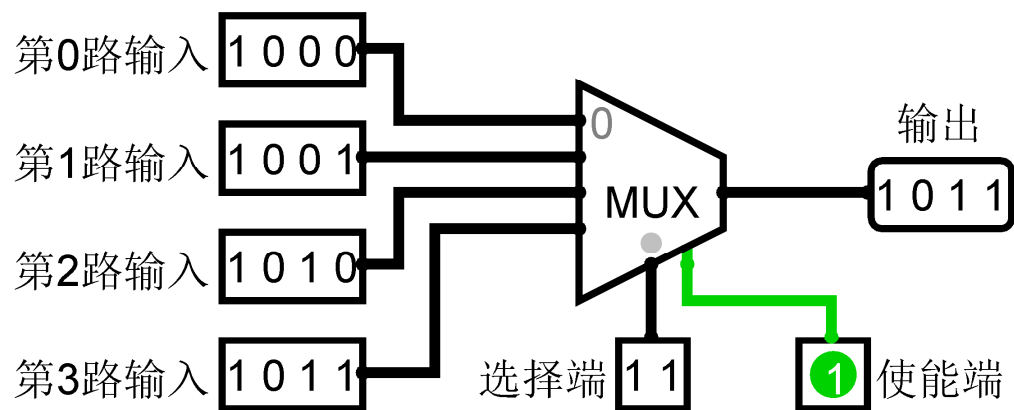 第0路输入 1 0 0 0
0
输出
第1路输入 1 0 0 1
MUX
1 0 1 1
第2路输入 1 0 1 0
第3路输入 1 0 1 1
选择端 1 1
1 使能端